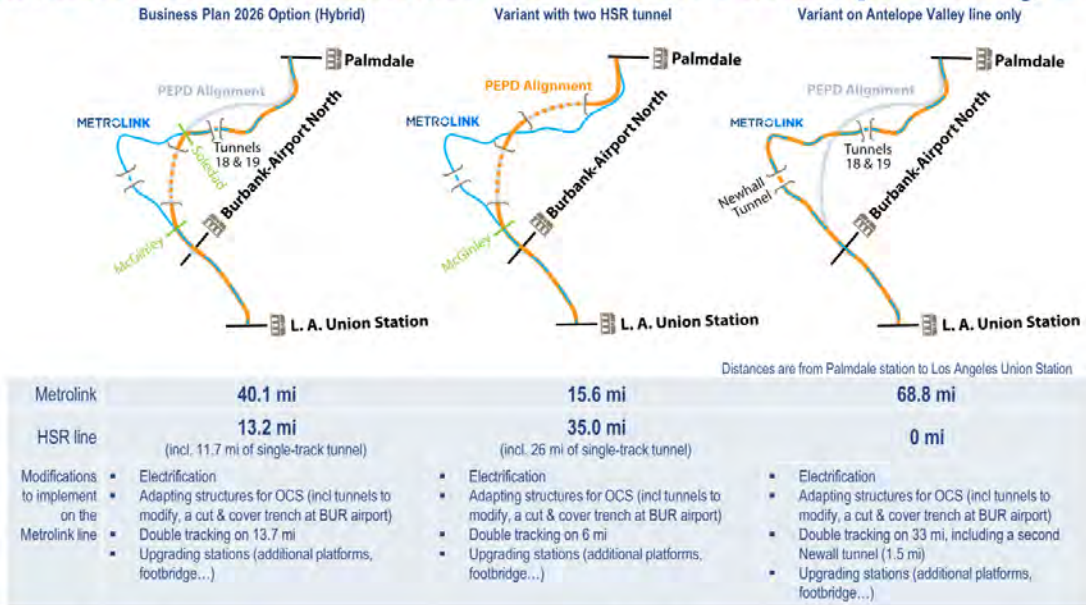 Business Plan 2026 Option (Hybrid)
Palmdale
PEPD Alignment
METROLINK
Tunnels
18 & 19
Soledad
Burbank-Airport North
McGinley
L. A. Union Station
Variant with two HSR tunnel
Palmdale
PEPD Alignment
METROLINK
Burbank-Airport North
McGinley
L. A. Union Station
Variant on Antelope Valley line only
Palmdale
PEPD Alignment
METROLINK
Tunnels
18 & 19
Newhall
Tunnel
Burbank-Airport North
L. A. Union Station
Distances are from Palmdale station to Los Angeles Union Station
Metrolink 40.1 mi 15.6 mi 68.8 mi
HSR line 13.2 mi 35.0 mi 0 mi
(incl. 11.7 mi of single-track tunnel) (incl. 26 mi of single-track tunnel)
Modifications
to implement
on the
Metrolink line
▪ Electrification
▪ Adapting structures for OCS (incl tunnels to
modify, a cut & cover trench at BUR airport)
▪ Double tracking on 13.7 mi
▪ Upgrading stations (additional platforms,
footbridge…)
▪ Electrification
▪ Adapting structures for OCS (incl tunnels to
modify, a cut & cover trench at BUR airport)
▪ Double tracking on 6 mi
▪ Upgrading stations (additional platforms,
footbridge…)
▪ Electrification
▪ Adapting structures for OCS (incl tunnels to
modify, a cut & cover trench at BUR airport)
▪ Double tracking on 33 mi, including a second
Newall tunnel (1.5 mi)
▪ Upgrading stations (additional platforms,
footbridge…)